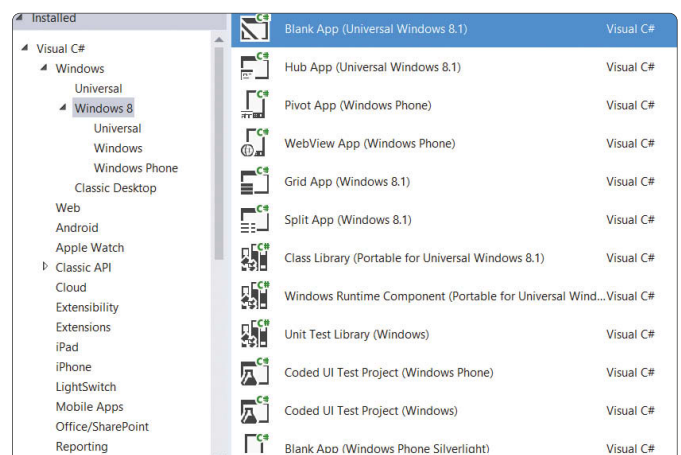 Installed
Visual C#
Windows
Universal
Windows 8
Universal
Windows
Windows Phone
Classic Desktop
Web
Android
Apple Watch
Classic API
Cloud
Extensibility
Extensions
iPad
iPhone
LightSwitch
Mobile Apps
Office/SharePoint
Reporting
C# Blank App (Universal Windows 8.1) Visual C#
C# Hub App (Universal Windows 8.1) Visual C#
C# Pivot App (Windows Phone) Visual C#
C# WebView App (Windows Phone) Visual C#
C# Grid App (Windows 8.1) Visual C#
C# Split App (Windows 8.1) Visual C#
C# Class Library (Portable for Universal Windows 8.1) Visual C#
C# Windows Runtime Component (Portable for Universal Wind...Visual C#
C# Unit Test Library (Windows) Visual C#
C# Coded UI Test Project (Windows Phone) Visual C#
C# Coded UI Test Project (Windows) Visual C#
C# Blank App (Windows Phone Silverlight) Visual C#